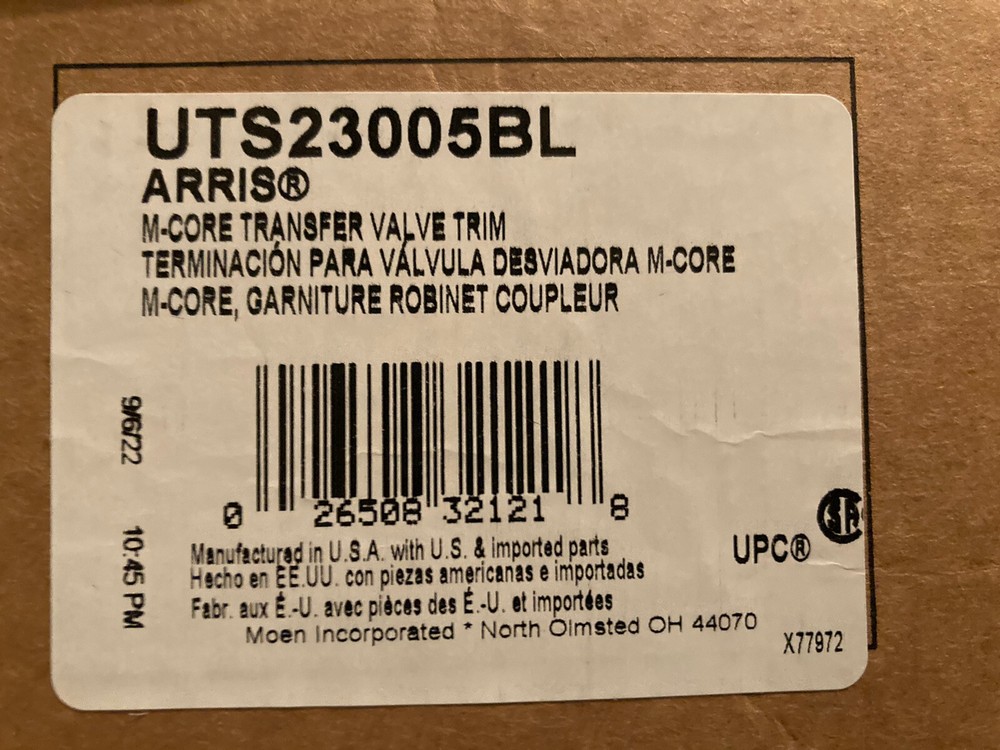 UTS23005BL
ARRIS®
M-CORE TRANSFER VALVE TRIM
TERMINACIÓN PARA VÁLVULA DESVIADORA M-CORE
M-CORE, GARNITURE ROBINET COUPLEUR
9/6/22 10:45 PM
0 26508 32121 8
Manufactured in U.S.A. with U.S. & imported parts
Hecho en EE.UU. con piezas americanas e importadas
Fabr. aux É.-U. avec pièces des É.-U. et importées
Moen Incorporated * North Olmsted OH 44070
UPC®
SA
X77972